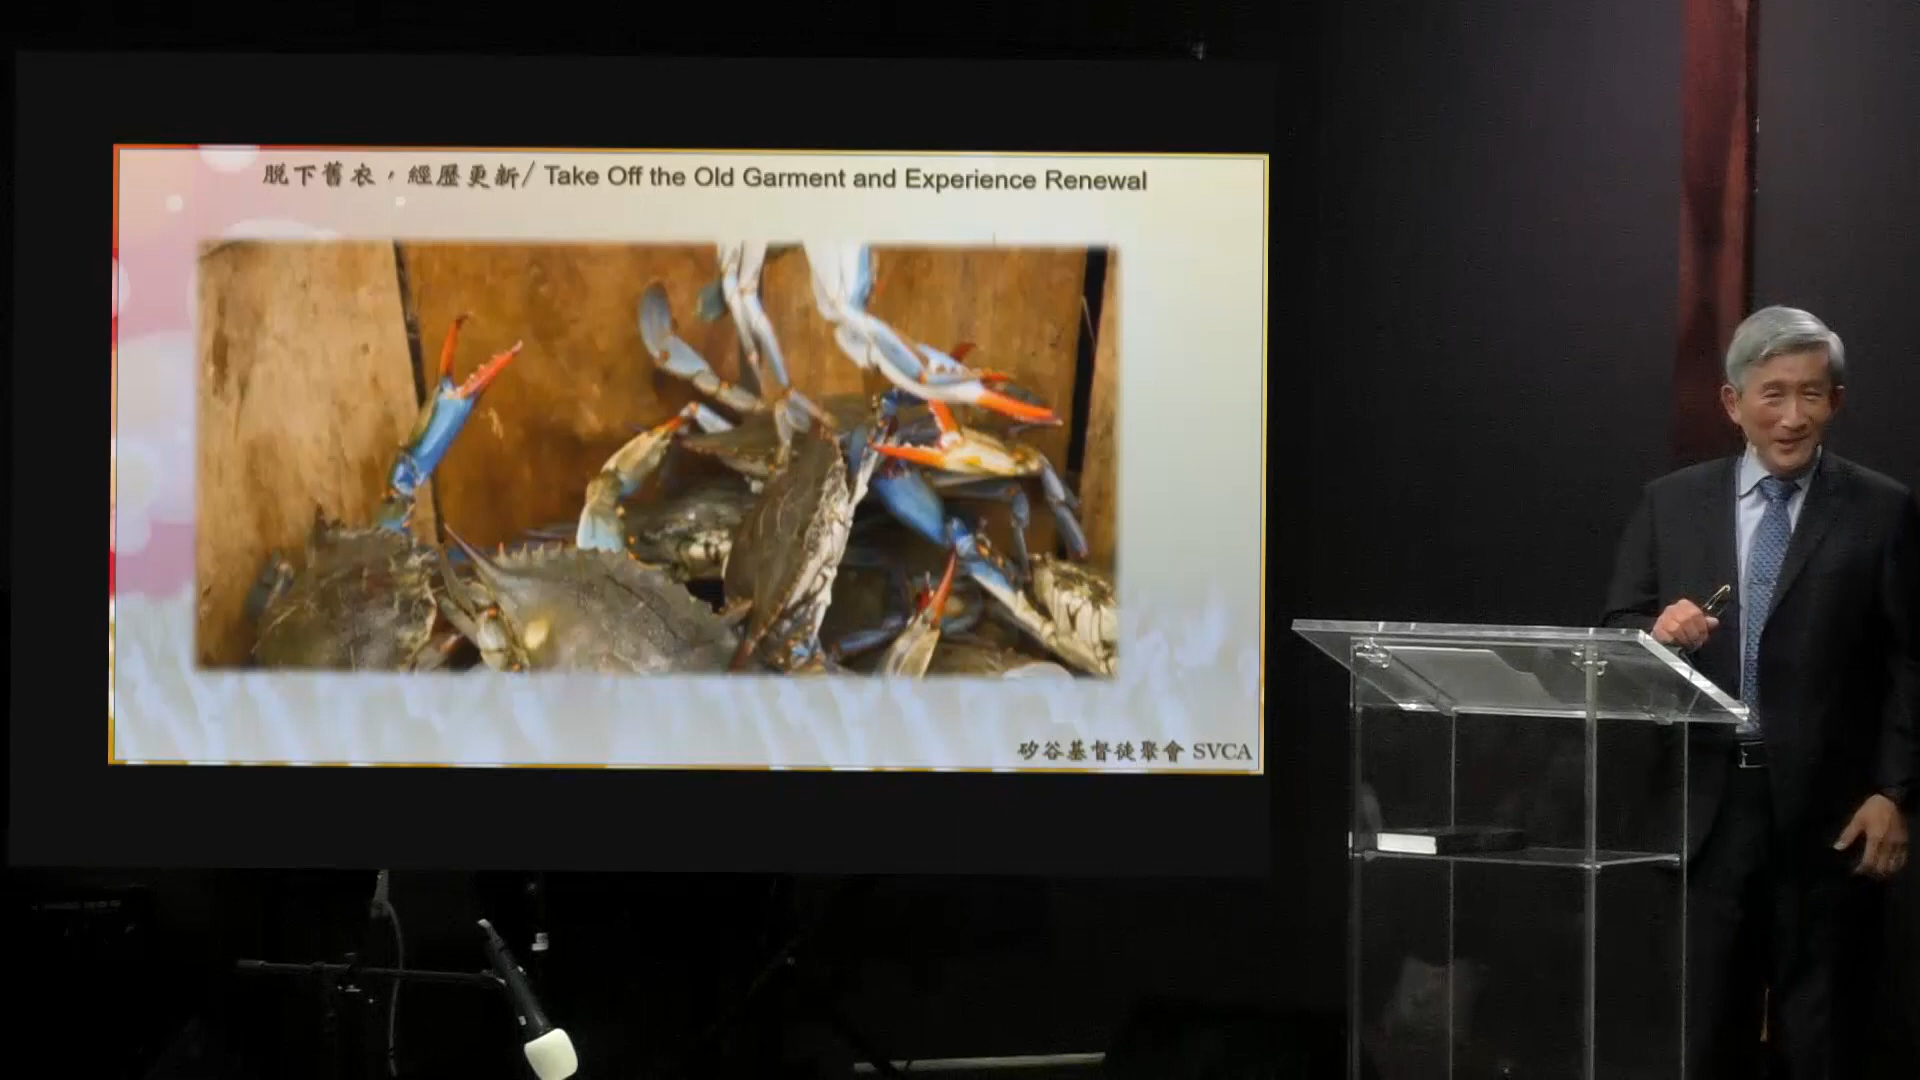 脱下舊衣，經歷更新/ Take Off the Old Garment and Experience Renewal
矽谷基督徒聚會 SVCA